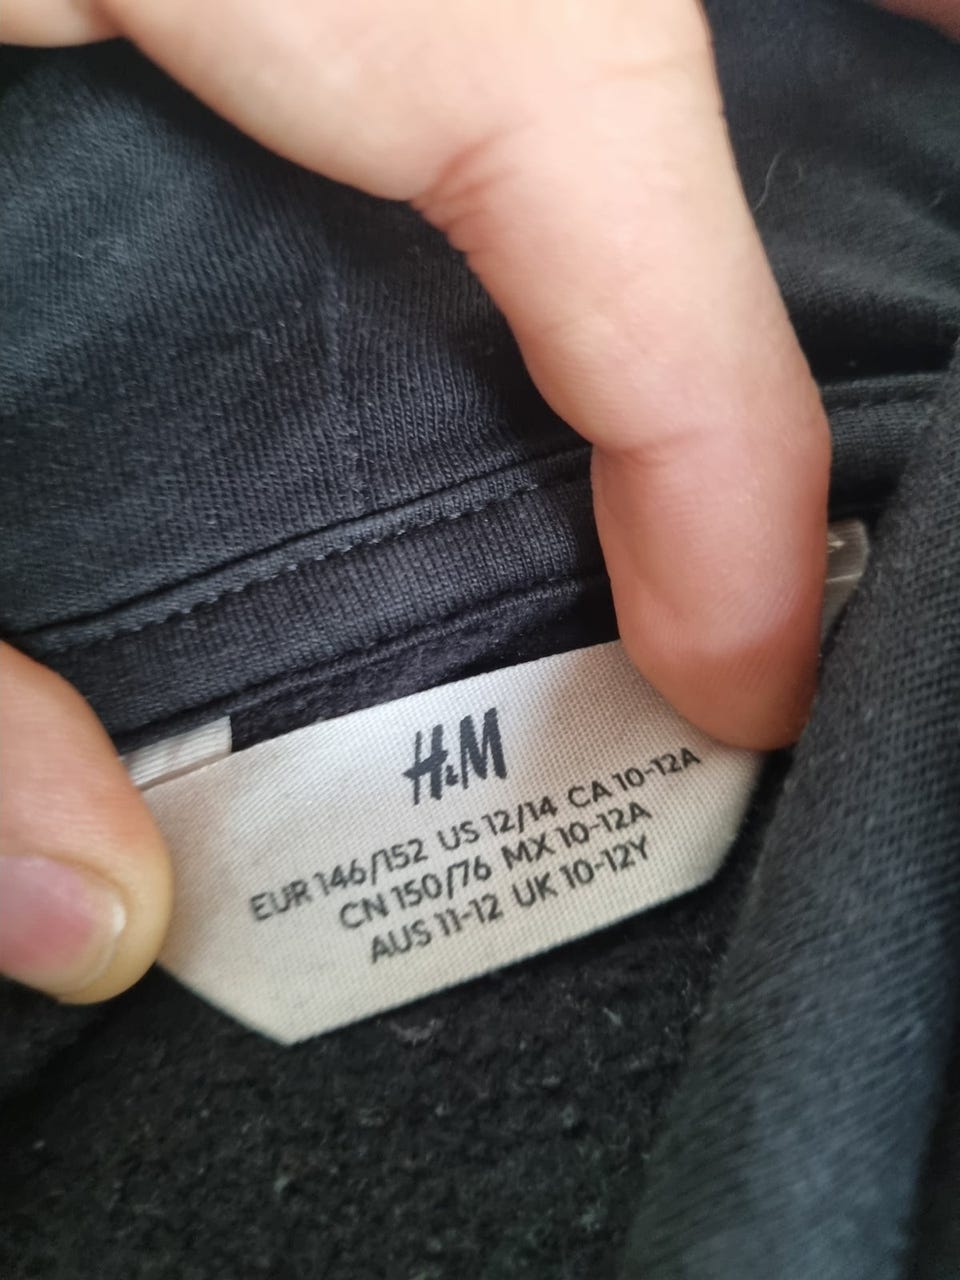 H&M
EUR 146/152 US 12/14 CA 10-12A
CN 150/76 MX 10-12A
AUS 11-12 UK 10-12Y